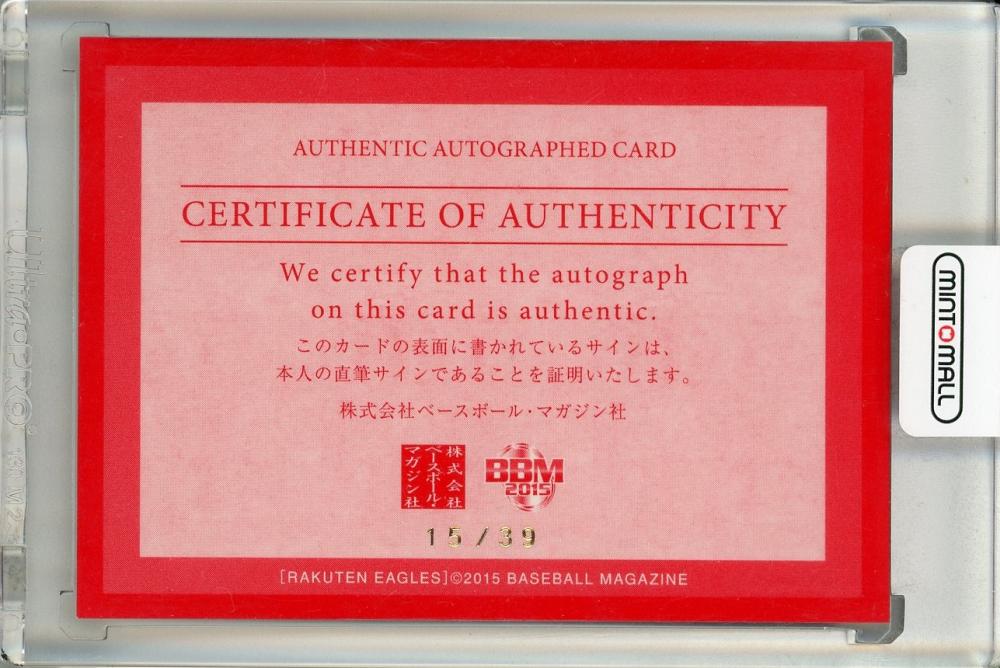 AUTHENTIC AUTOGRAPHED CARD
CERTIFICATE OF AUTHENTICITY
We certify that the autograph
on this card is authentic.
このカードの表面に書かれているサインは、
本人の直筆サインであることを証明いたします。
株式会社ベースボール・マガジン社
株式会社
ベースボール・
マガジン社
BBM
2015
15/39
[RAKUTEN EAGLES]©2015 BASEBALL MAGAZINE
MINT MALL
UltraPRO